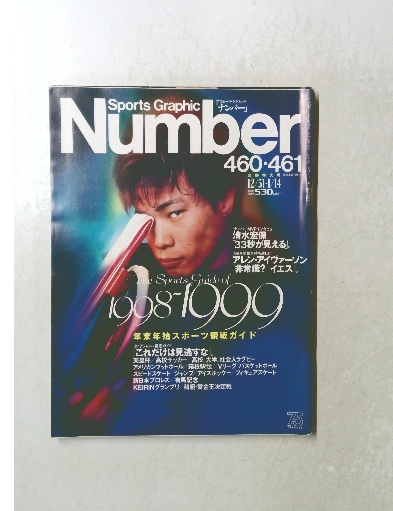 Sports Graphic
「ナンバー」
Number
460・461
12/31-1/14
530
清水宏保
「33秒が見える」。
アレン・アイヴァーソン
「非常識? イエス」。
The Sports Guide of
1998-1999
年末年始スポーツ観戦ガイド
「これだけは見逃すな」
天皇杯 高校サッカー 高校、大学、社会人ラグビー
アメリカンフットボール 箱根駅伝 Vリーグ バスケットボール
スピードスケート ジャンプ アイスホッケー フィギュアスケート
新日本プロレス 有馬記念
KEIRINグランプリ 競艇・賞金王決定戦